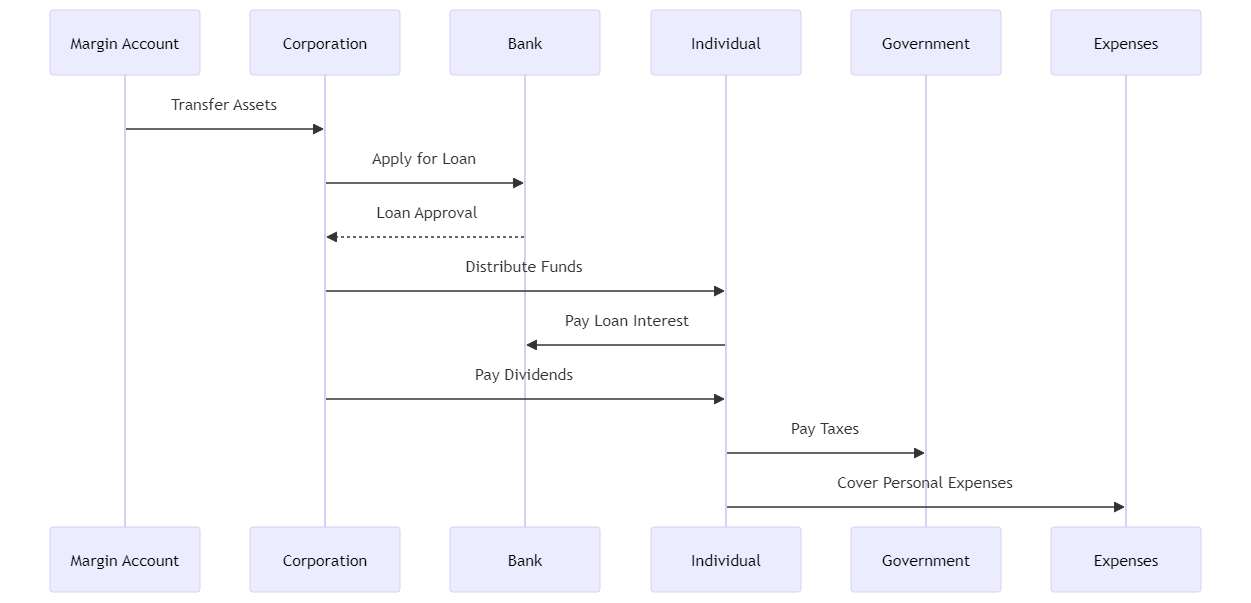 Margin Account
Corporation
Bank
Individual
Government
Expenses
Transfer Assets
Apply for Loan
Loan Approval
Distribute Funds
Pay Loan Interest
Pay Dividends
Pay Taxes
Cover Personal Expenses
Margin Account
Corporation
Bank
Individual
Government
Expenses